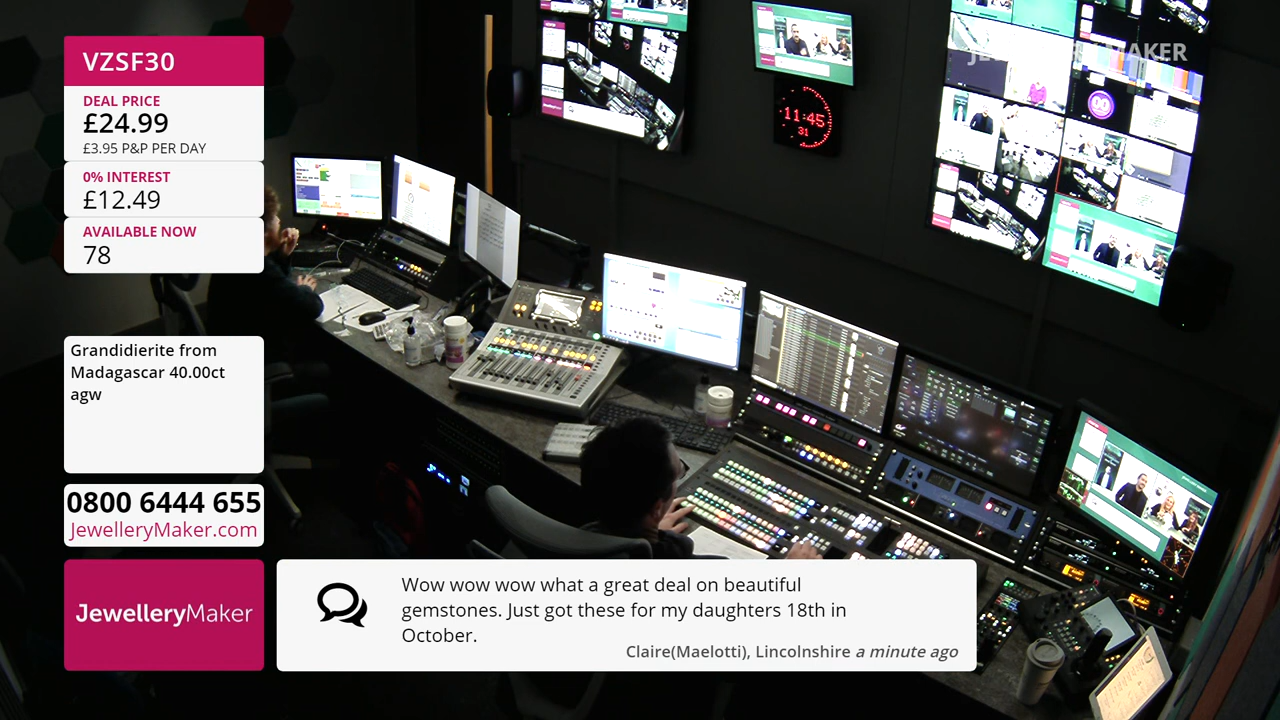 VZSF30
DEAL PRICE
£24.99
£3.95 P&P PER DAY
0% INTEREST
£12.49
AVAILABLE NOW
78
Grandidierite from
Madagascar 40.00ct
agw
0800 6444 655
JewelleryMaker.com
JewelleryMaker
Wow wow wow what a great deal on beautiful
gemstones. Just got these for my daughters 18th in
October.
Claire(Maelotti), Lincolnshire a minute ago
11:45
31
00